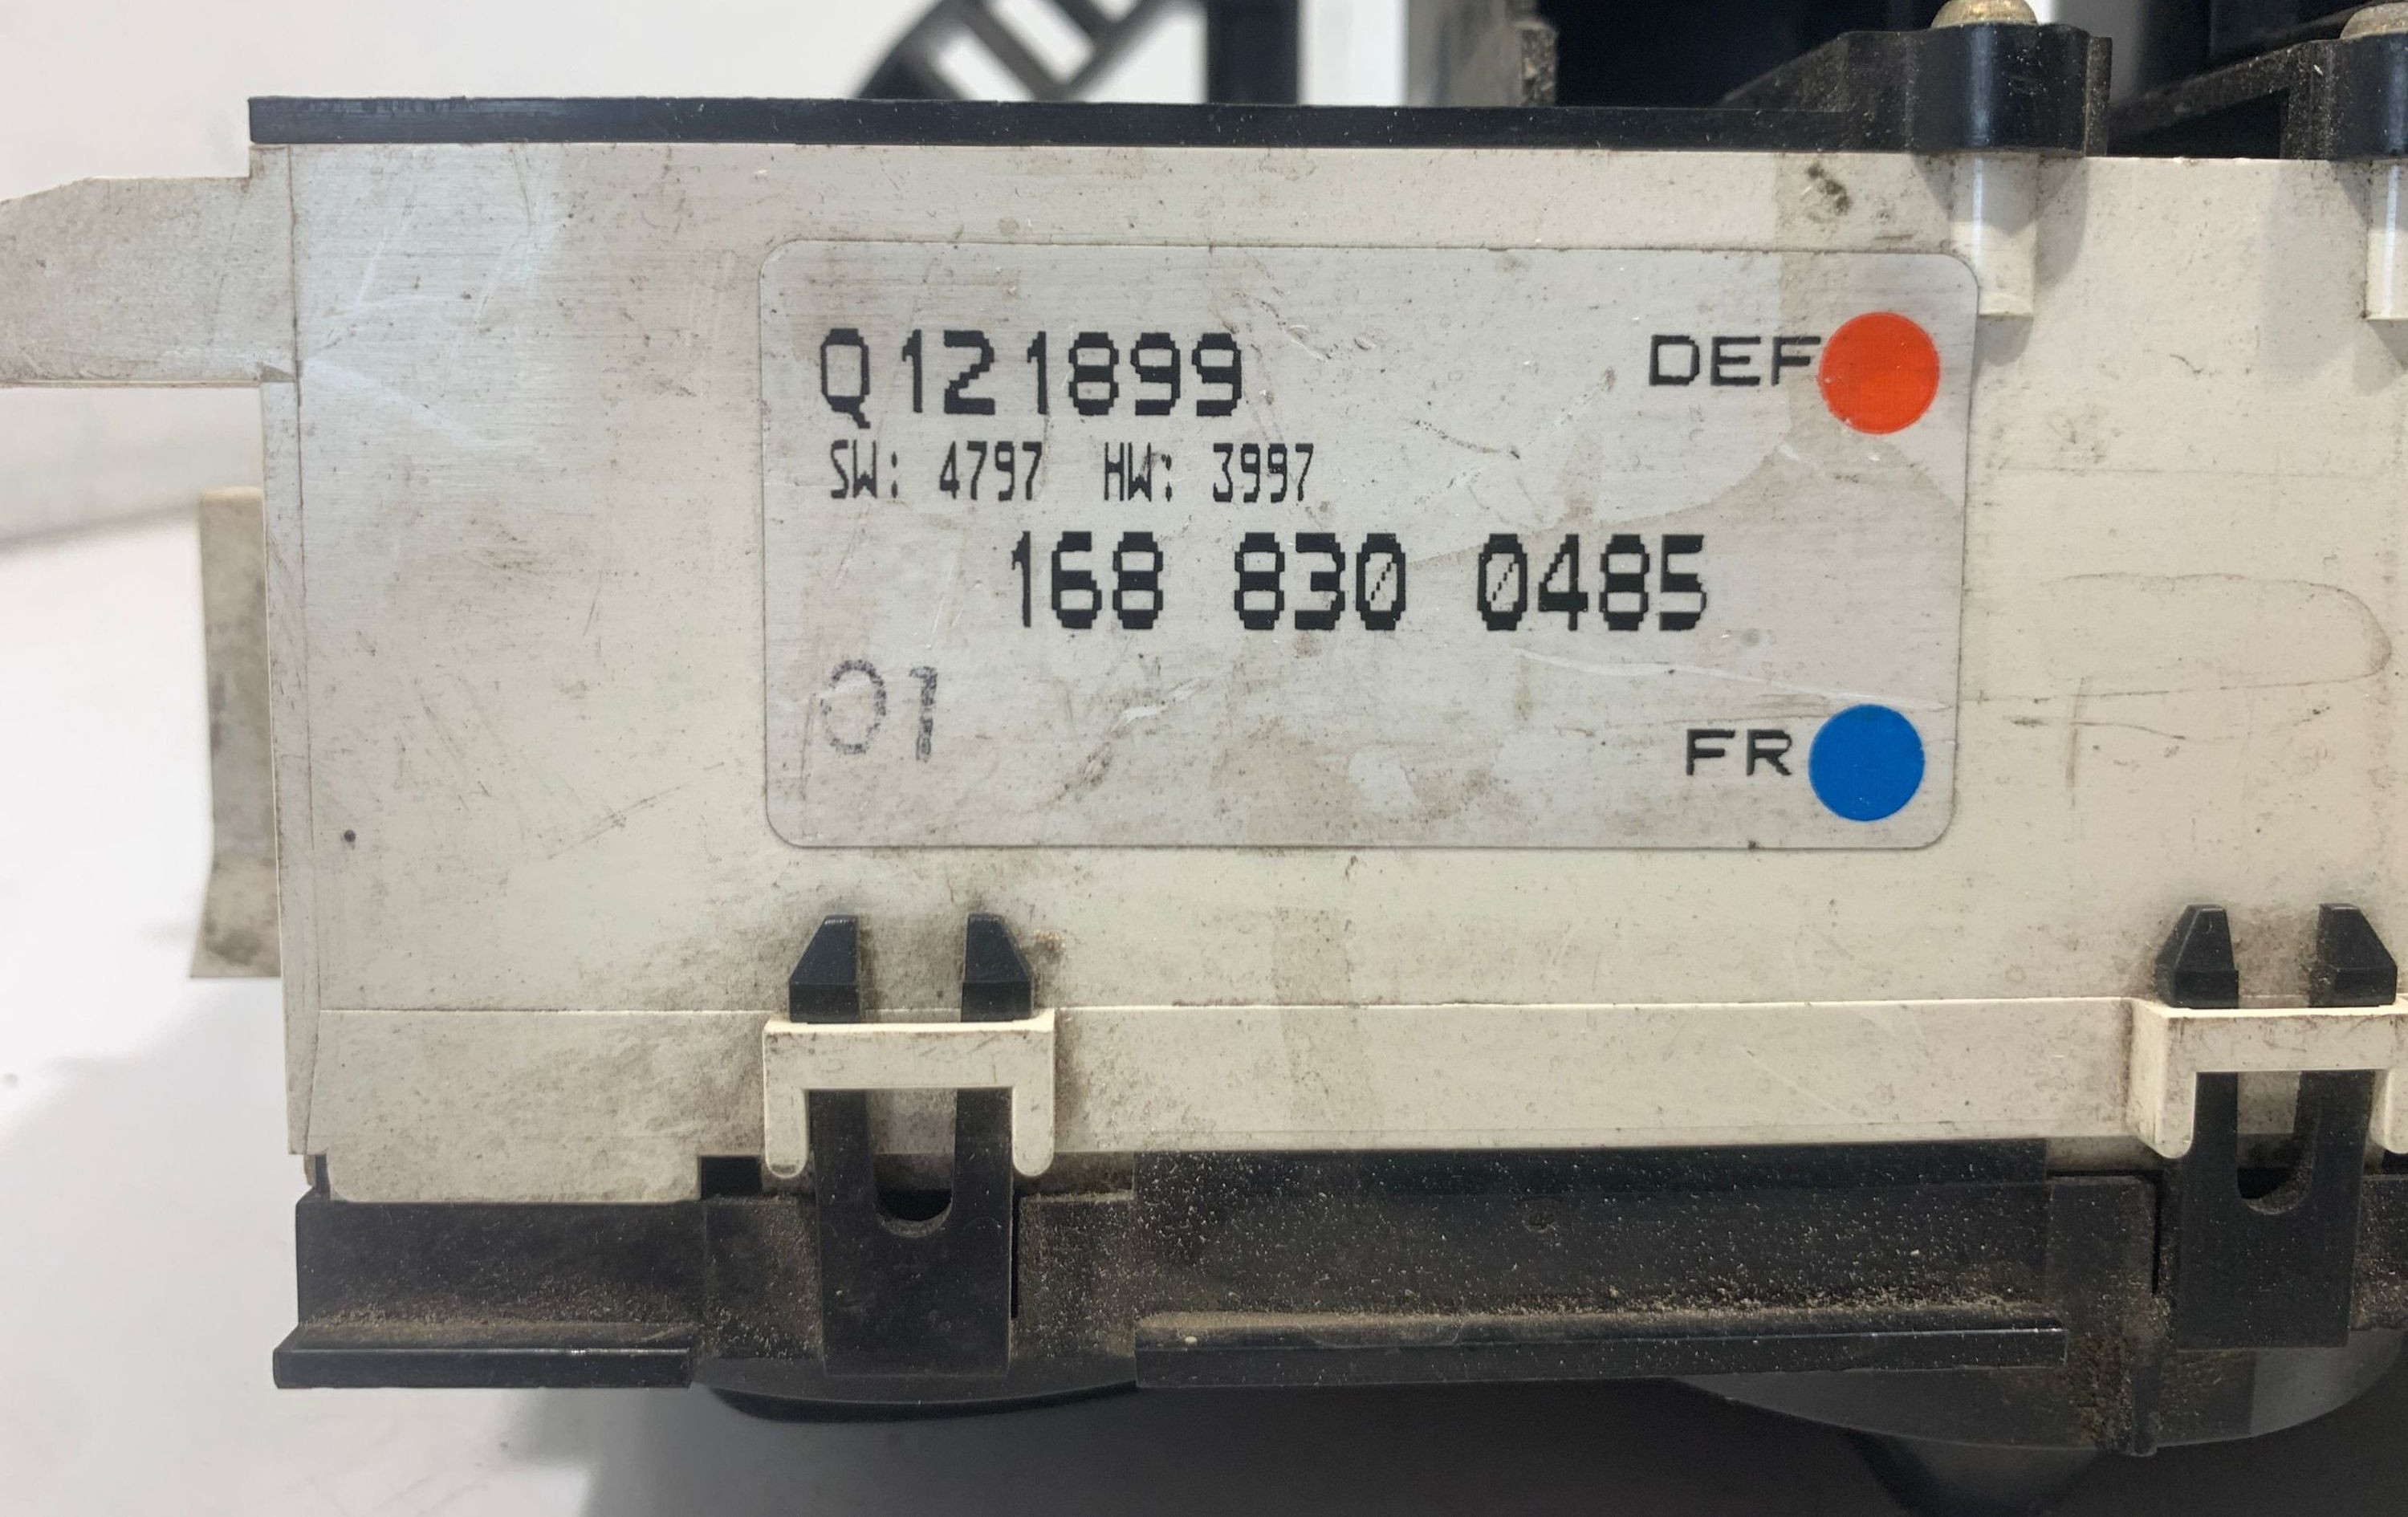 Q121899
DEF
SW: 4797 HW: 3997
168 830 0485
01
FR